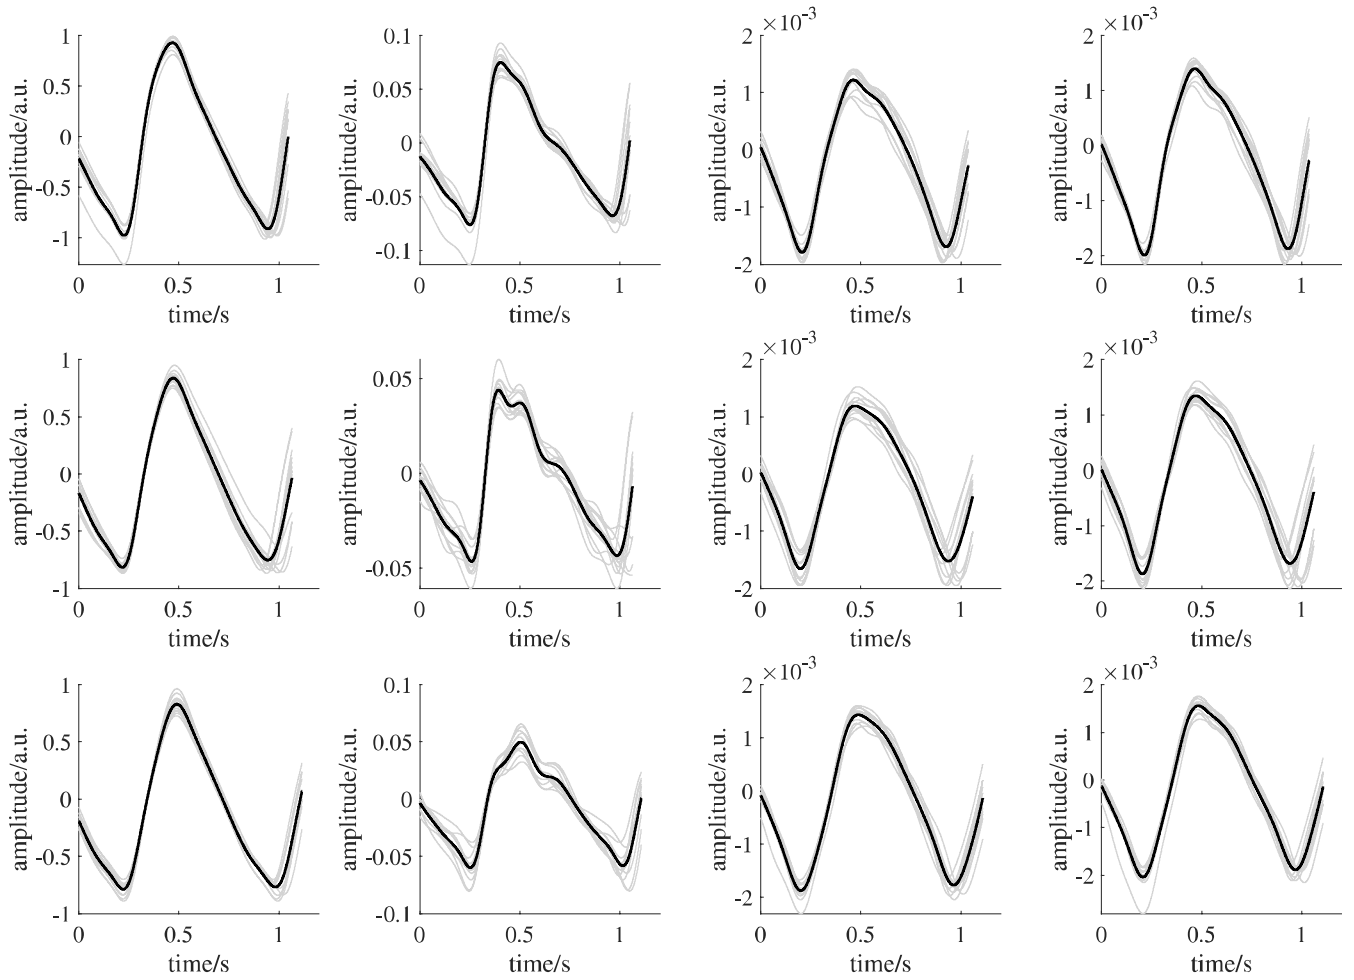 ×10⁻³ ×10⁻³
1 0.1 2 2
0.5 0.05 1 1
0 0 0 0
-0.5 -0.05 -1 -1
-1 -0.1 -2 -2
amplitude/a.u. amplitude/a.u. amplitude/a.u. amplitude/a.u.
0 0.5 1 0 0.5 1 0 0.5 1 0 0.5 1
time/s time/s time/s time/s
×10⁻³ ×10⁻³
1 0.05 2 2
0.5 1 1
0 0 0 0
-0.5 -1 -1
-1 -0.05 -2 -2
amplitude/a.u. amplitude/a.u. amplitude/a.u. amplitude/a.u.
0 0.5 1 0 0.5 1 0 0.5 1 0 0.5 1
time/s time/s time/s time/s
×10⁻³ ×10⁻³
1 0.1 2 2
0.5 0.05 1 1
0 0 0 0
-0.5 -0.05 -1 -1
-1 -0.1 -2 -2
amplitude/a.u. amplitude/a.u. amplitude/a.u. amplitude/a.u.
0 0.5 1 0 0.5 1 0 0.5 1 0 0.5 1
time/s time/s time/s time/s